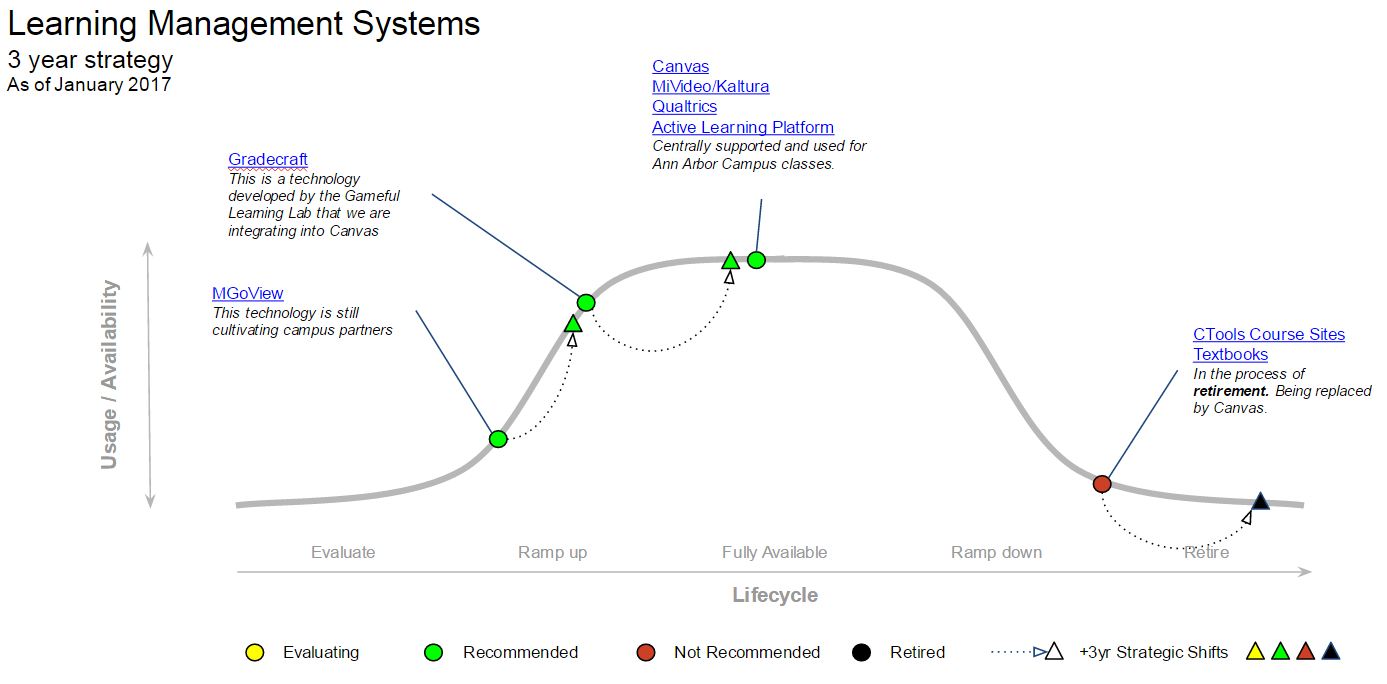 Learning Management Systems
3 year strategy
As of January 2017
Canvas
MiVideo/Kaltura
Qualtrics
Active Learning Platform
Centrally supported and used for
Ann Arbor Campus classes.
Gradecraft
This is a technology
developed by the Gameful
Learning Lab that we are
integrating into Canvas
MGoView
This technology is still
cultivating campus partners
CTools Course Sites
Textbooks
In the process of
retirement. Being replaced
by Canvas.
Usage / Availability
Evaluate Ramp up Fully Available Ramp down Retire
Lifecycle
Evaluating Recommended Not Recommended Retired +3yr Strategic Shifts